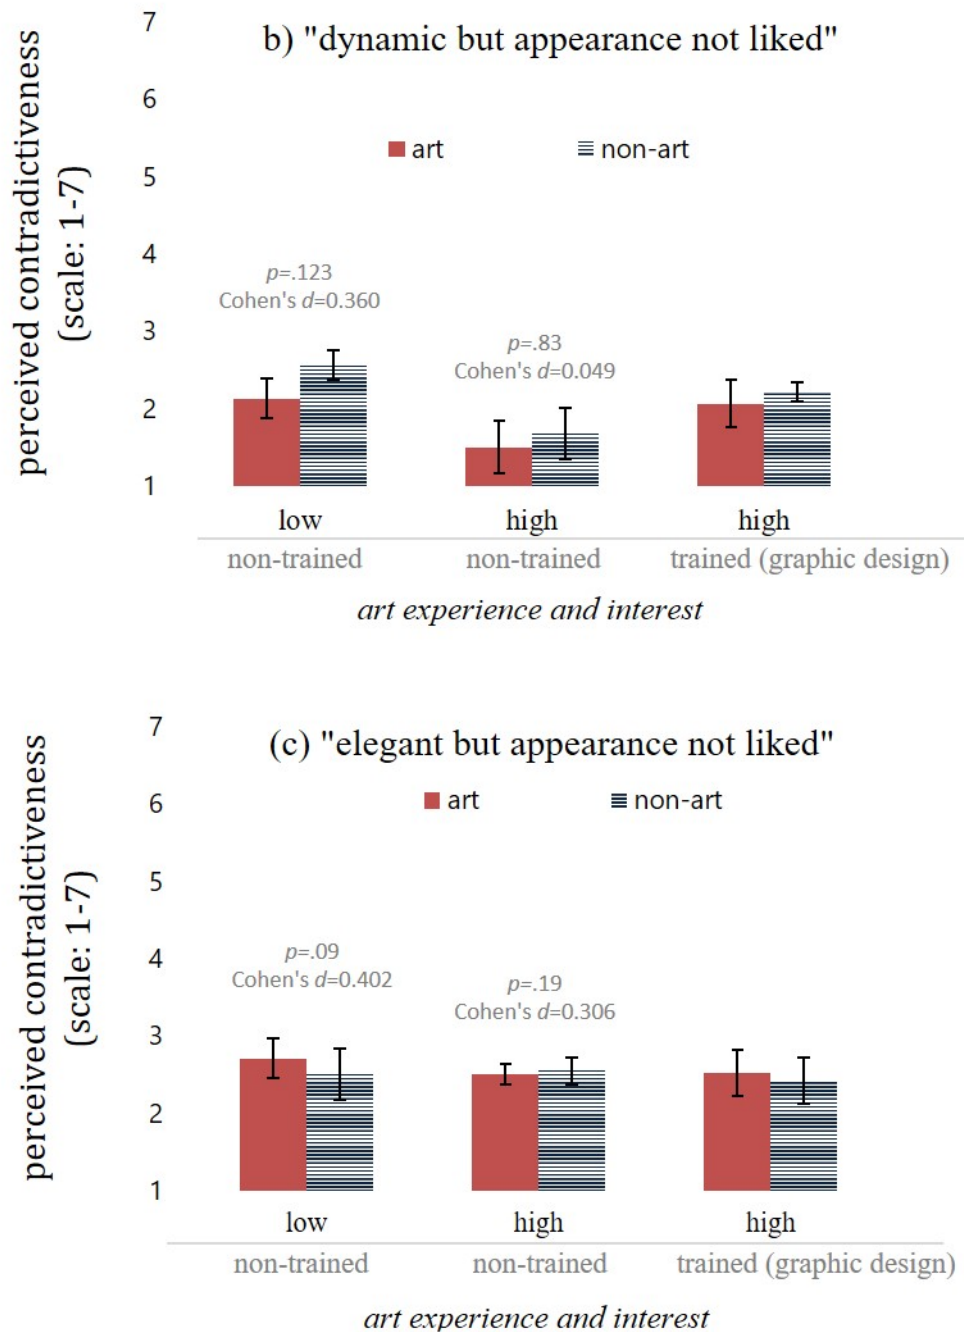 b) "dynamic but appearance not liked"
perceived contradictiveness
(scale: 1-7)
7
6
5
4
3
2
1
art
non-art
p=.123
Cohen's d=0.360
p=.83
Cohen's d=0.049
low
high
high
non-trained
non-trained
trained (graphic design)
art experience and interest
(c) "elegant but appearance not liked"
perceived contradictiveness
(scale: 1-7)
7
6
5
4
3
2
1
art
non-art
p=.09
Cohen's d=0.402
p=.19
Cohen's d=0.306
low
high
high
non-trained
non-trained
trained (graphic design)
art experience and interest